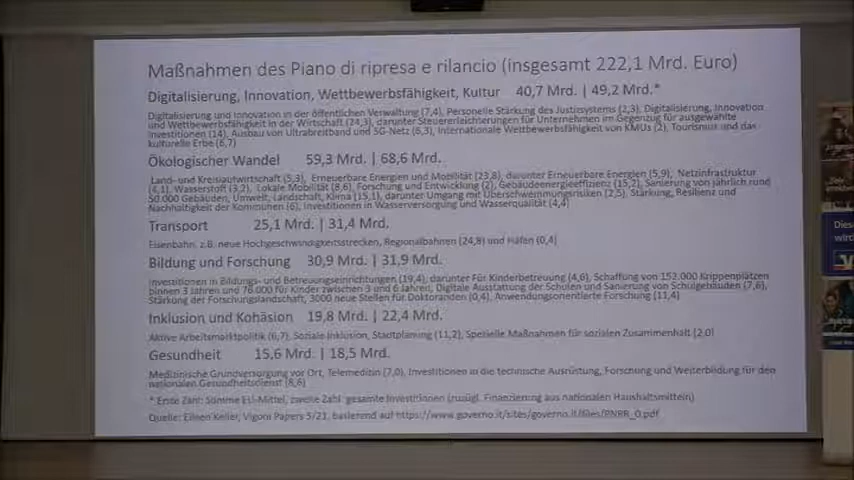 Maßnahmen des Piano di ripresa e rilancio (insgesamt 222,1 Mrd. Euro)
Digitalisierung, Innovation, Wettbewerbsfähigkeit, Kultur 40,7 Mrd. | 49,2 Mrd.*
Digitalisierung und Innovation in der öffentlichen Verwaltung (7,4), Personelle Stärkung des Justizsystems (2,3), Digitalisierung, Innovation
und Wettbewerbsfähigkeit in der Wirtschaft (24,3), darunter Steuererleichterungen für Unternehmen im Gegenzug für ausgewählte
Investitionen (14), Ausbau von Ultrabreitband und 5G-Netz (6,3), Internationale Wettbewerbsfähigkeit von KMUs (2), Tourismus und das
kulturelle Erbe (6,7)
Ökologischer Wandel 59,3 Mrd. | 68,6 Mrd.
Land- und Kreislaufwirtschaft (5,3), Erneuerbare Energien und Mobilität (23,8), darunter Erneuerbare Energien (5,9), Netzinfrastruktur
(4,1), Wasserstoff (3,2), Lokale Mobilität (8,6), Forschung und Entwicklung (2), Gebäudeenergieeffizienz (15,2), Sanierung von jährlich rund
50.000 Gebäuden, Umwelt, Landschaft, Klima (15,1), darunter Umgang mit Überschwemmungsrisiken (2,5), Stärkung, Resilienz und
Nachhaltigkeit der Kommunen (6), Investitionen in Wasserversorgung und Wasserqualität (4,4)
Transport 25,1 Mrd. | 31,4 Mrd.
Eisenbahn, z.B. neue Hochgeschwindigkeitsstrecken, Regionalbahnen (24,8) und Häfen (0,4)
Bildung und Forschung 30,9 Mrd. | 31,9 Mrd.
Investitionen in Bildungs- und Betreuungseinrichtungen (19,4), darunter Für Kinderbetreuung (4,6), Schaffung von 152.000 Krippenplätzen
binnen 3 Jahren und 76.000 für Kinder zwischen 3 und 6 Jahren, Digitale Ausstattung der Schulen und Sanierung von Schulgebäuden (7,6),
Stärkung der Forschungslandschaft, 3000 neue Stellen für Doktoranden (0,4), Anwendungsorientierte Forschung (11,4)
Inklusion und Kohäsion 19,8 Mrd. | 22,4 Mrd.
Aktive Arbeitsmarktpolitik (6,7), Soziale Inklusion, Stadtplanung (11,2), Spezielle Maßnahmen für sozialen Zusammenhalt (2,0)
Gesundheit 15,6 Mrd. | 18,5 Mrd.
Medizinische Grundversorgung vor Ort, Telemedizin (7,0), Investitionen in die technische Ausrüstung, Forschung und Weiterbildung für den
nationalen Gesundheitsdienst (8,6)
* Erste Zahl: Summe EU-Mittel, zweite Zahl: gesamte Investitionen (zuzügl. Finanzierung aus nationalen Haushaltsmitteln)
Quelle: Eileen Keller, Vigoni Papers 5/21, basierend auf https://www.governo.it/sites/governo.it/files/PNRR_0.pdf
Dies
wird